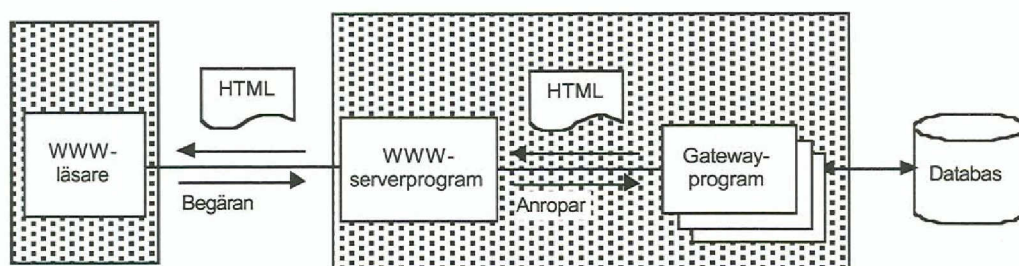 HTML
HTML
WWW-
läsare
WWW-
serverprogram
Gateway-
program
Databas
Begäran
Anropar